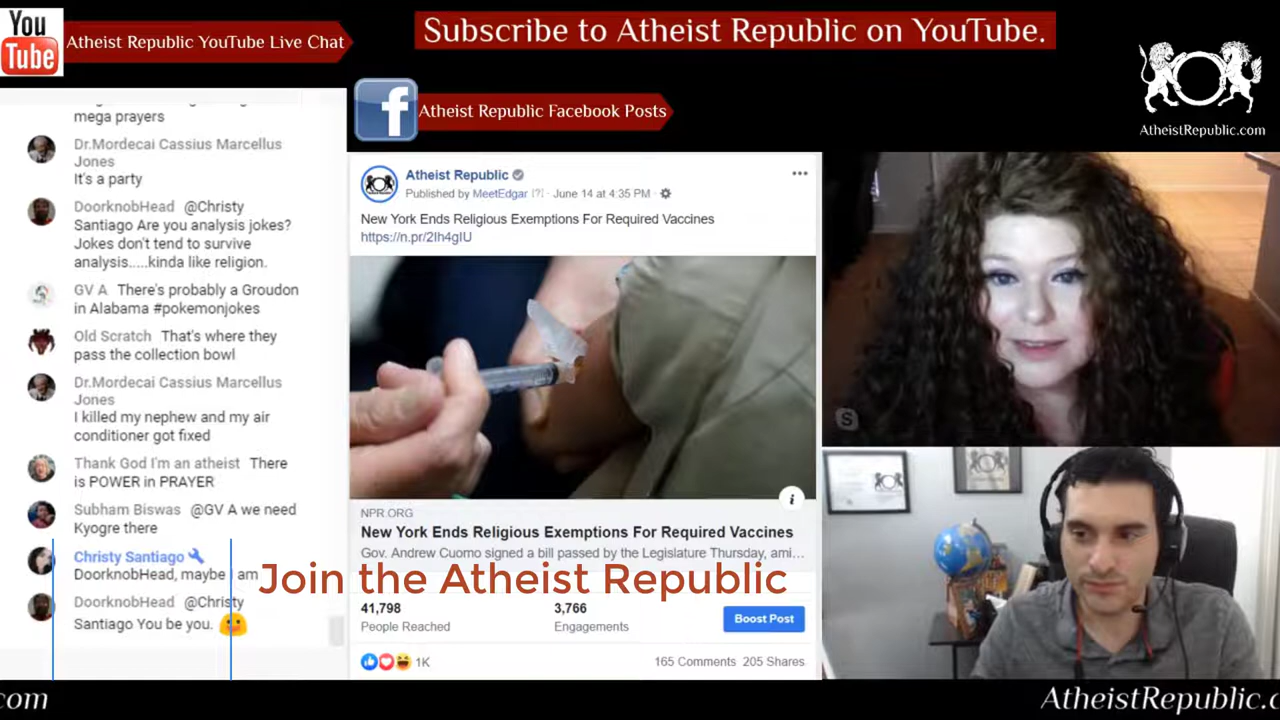 You
Tube
Atheist Republic YouTube Live Chat
Subscribe to Atheist Republic on YouTube.
AtheistRepublic.com
f
Atheist Republic Facebook Posts
mega prayers
Dr.Mordecai Cassius Marcellus
Jones
It's a party
DoorknobHead @Christy
Santiago Are you analysis jokes?
Jokes don't tend to survive
analysis.....kinda like religion.
GV A There's probably a Groudon
in Alabama #pokemonjokes
Old Scratch That's where they
pass the collection bowl
Dr.Mordecai Cassius Marcellus
Jones
I killed my nephew and my air
conditioner got fixed
Thank God I'm an atheist There
is POWER in PRAYER
Subham Biswas @GV A we need
Kyogre there
Christy Santiago
DoorknobHead, maybe I am
DoorknobHead @Christy
Santiago You be you.
Atheist Republic
Published by MeetEdgar [?] · June 14 at 4:35 PM ·
New York Ends Religious Exemptions For Required Vaccines
https://n.pr/2Ih4gIU
i
NPR.ORG
New York Ends Religious Exemptions For Required Vaccines
Gov. Andrew Cuomo signed a bill passed by the Legislature Thursday, ami...
Join the Atheist Republic
41,798
People Reached
3,766
Engagements
Boost Post
1K
165 Comments 205 Shares
S
com
AtheistRepublic.c